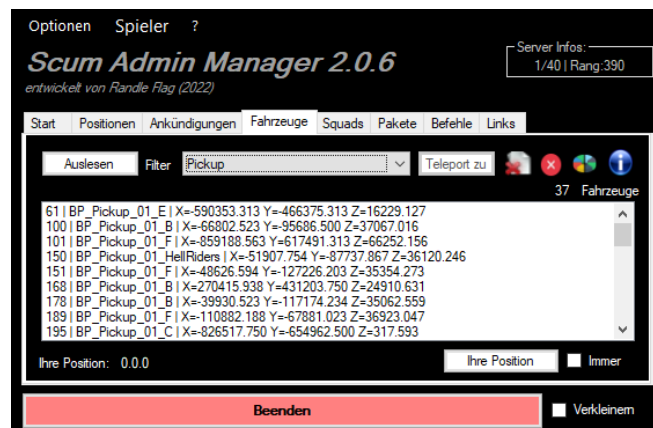 Optionen Spieler ?
Scum Admin Manager 2.0.6
entwickelt von Randle Flag (2022)
Server Infos:
1/40 | Rang:390
Start Positionen Ankündigungen Fahrzeuge Squads Pakete Befehle Links
Auslesen Filter Pickup Teleport zu
37 Fahrzeuge
61 | BP_Pickup_01_E | X=-590353.313 Y=-466375.313 Z=16229.127
100 | BP_Pickup_01_B | X=-66802.523 Y=-95686.500 Z=37067.016
101 | BP_Pickup_01_F | X=-859188.563 Y=617491.313 Z=66252.156
150 | BP_Pickup_01_HellRiders | X=-51907.754 Y=-87737.867 Z=36120.246
151 | BP_Pickup_01_F | X=-48626.594 Y=-127226.203 Z=35354.273
168 | BP_Pickup_01_B | X=270415.938 Y=431203.750 Z=24910.631
178 | BP_Pickup_01_B | X=-39930.523 Y=-117174.234 Z=35062.559
189 | BP_Pickup_01_B | X=-110882.188 Y=-67881.023 Z=36923.047
195 | BP_Pickup_01_C | X=-826517.750 Y=-654962.500 Z=317.593
Ihre Position: 0.0.0 Ihre Position Immer
Beenden Verkleinern